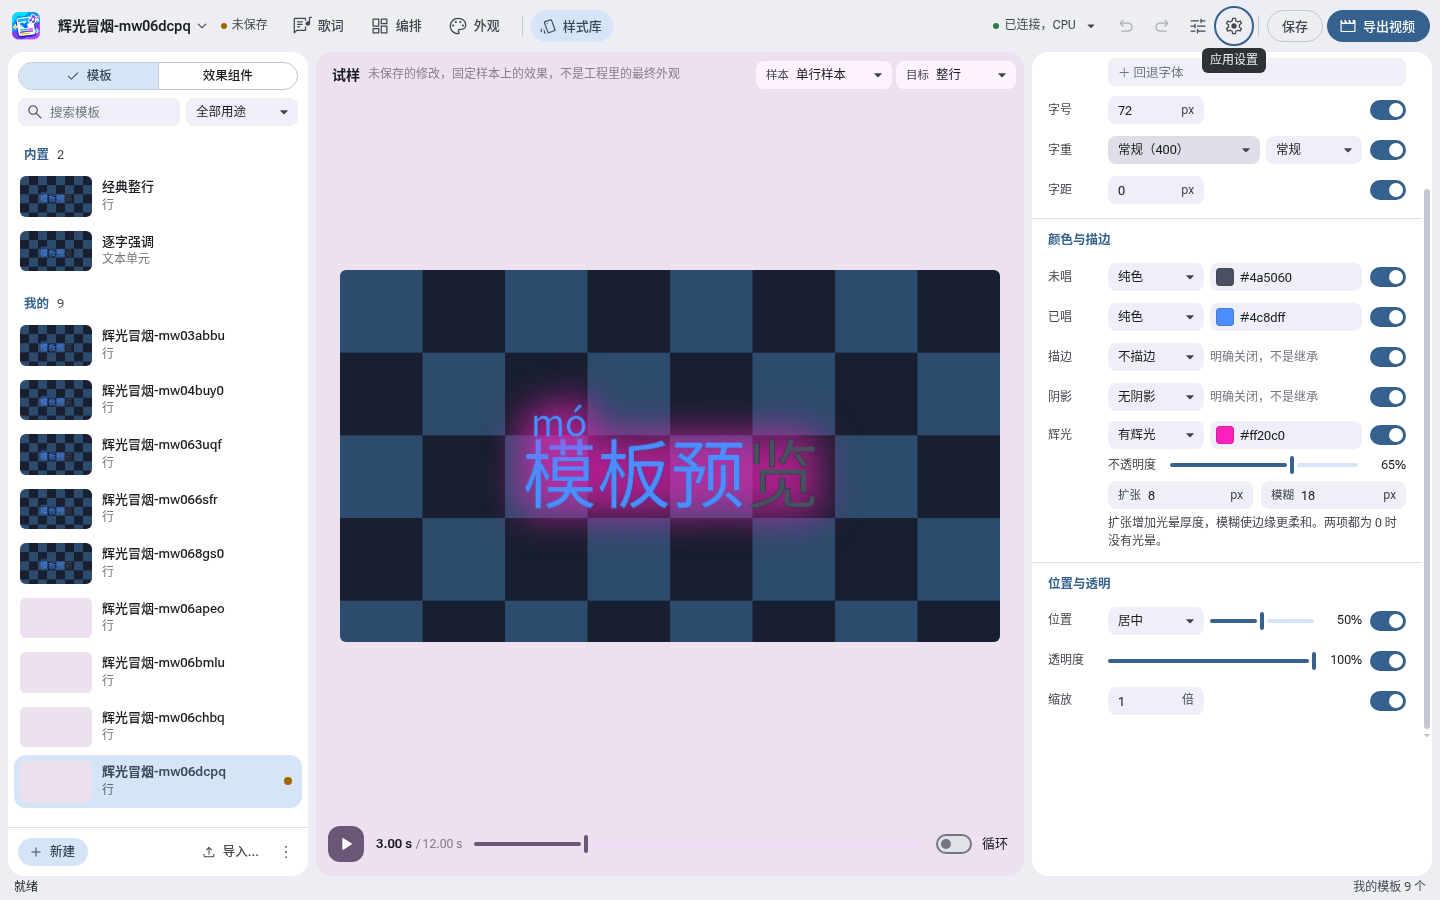 辉光冒烟-mw06dcpq
未保存
歌词
编排
外观
样式库
已连接，CPU
保存
导出视频
应用设置
模板
效果组件
搜索模板
全部用途
内置 2
经典整行
行
逐字强调
文本单元
我的 9
辉光冒烟-mw03abbu
行
辉光冒烟-mw04buy0
行
辉光冒烟-mw063uqf
行
辉光冒烟-mw066sfr
行
辉光冒烟-mw068gs0
行
辉光冒烟-mw06apeo
行
辉光冒烟-mw06bmlu
行
辉光冒烟-mw06chbq
行
辉光冒烟-mw06dcpq
行
新建
导入...
就绪
试样 未保存的修改，固定样本上的效果，不是工程里的最终外观
样本 单行样本
目标 整行
mó
模板预览
3.00 s / 12.00 s
循环
回退字体
字号 72 px
字重 常规（400） 常规
字距 0 px
颜色与描边
未唱 纯色 #4a5060
已唱 纯色 #4c8dff
描边 不描边 明确关闭，不是继承
阴影 无阴影 明确关闭，不是继承
辉光 有辉光 #ff20c0
不透明度 65%
扩张 8 px 模糊 18 px
扩张增加光晕厚度，模糊使边缘更柔和。两项都为 0 时
没有光晕。
位置与透明
位置 居中 50%
透明度 100%
缩放 1 倍
我的模板 9 个